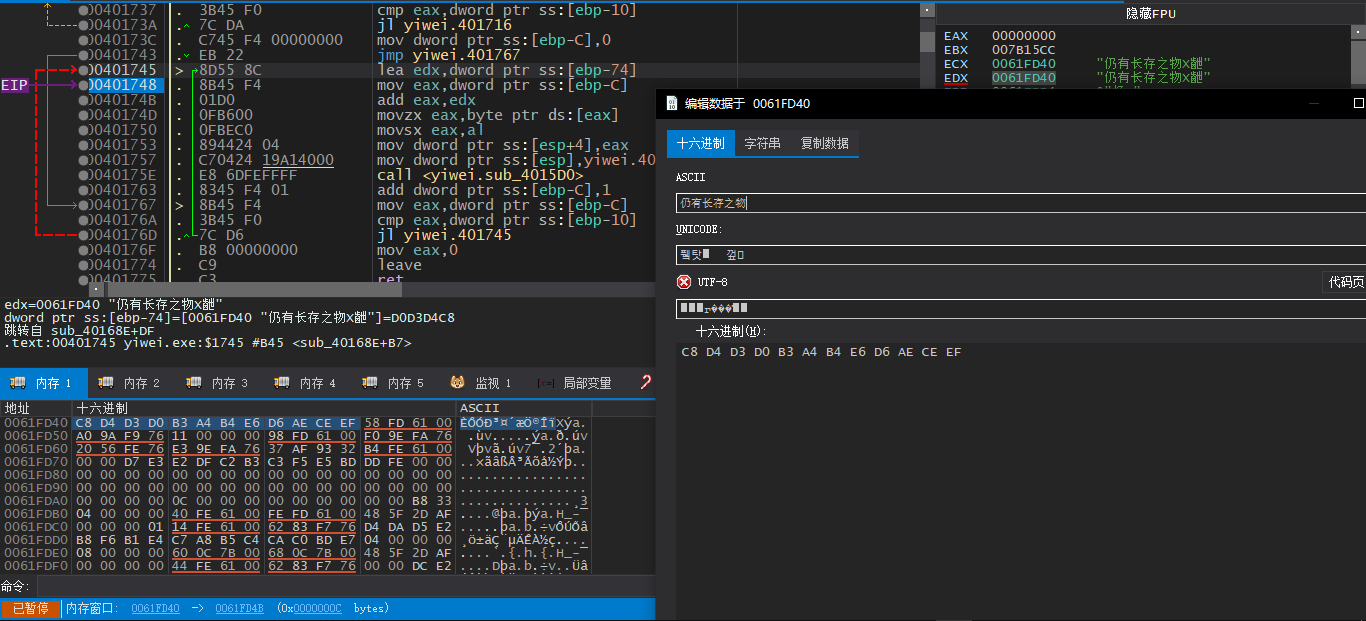 00401737 . 3B45 F0 cmp eax,dword ptr ss:[ebp-10]
0040173A .^ 7C DA jl yiwei.401716
0040173C . C745 F4 00000000 mov dword ptr ss:[ebp-C],0
00401743 .v EB 22 jmp yiwei.401767
00401745 > 8D55 8C lea edx,dword ptr ss:[ebp-74]
EIP 00401748 . 8B45 F4 mov eax,dword ptr ss:[ebp-C]
0040174B . 01D0 add eax,edx
0040174D . 0FB600 movzx eax,byte ptr ds:[eax]
00401750 . 0FBEC0 movsx eax,al
00401753 . 894424 04 mov dword ptr ss:[esp+4],eax
00401757 . C70424 19A14000 mov dword ptr ss:[esp],yiwei.40
0040175E . E8 6DFEFFFF call <yiwei.sub_4015D0>
00401763 . 8345 F4 01 add dword ptr ss:[ebp-C],1
00401767 > 8B45 F4 mov eax,dword ptr ss:[ebp-C]
0040176A . 3B45 F0 cmp eax,dword ptr ss:[ebp-10]
0040176D .^ 7C D6 jl yiwei.401745
0040176F . B8 00000000 mov eax,0
00401774 . C9 leave
00401775 . C3 ret
隐藏FPU
EAX 00000000
EBX 007B15CC
ECX 0061FD40 "仍有长存之物X齛"
EDX 0061FD40 "仍有长存之物X齛"
编辑数据于 0061FD40
十六进制 字符串 复制数据
ASCII
仍有长存之物
UNICODE:
UTF-8
代码页
十六进制(H):
C8 D4 D3 D0 B3 A4 B4 E6 D6 AE CE EF
edx=0061FD40 "仍有长存之物X齛"
dword ptr ss:[ebp-74]=[0061FD40 "仍有长存之物X齛"]=D0D3D4C8
跳转自 sub_40168E+DF
.text:00401745 yiwei.exe:$1745 #B45 <sub_40168E+B7>
内存 1 内存 2 内存 3 内存 4 内存 5 监视 1 局部变量
地址 十六进制 ASCII
0061FD40 C8 D4 D3 D0 B3 A4 B4 E6 D6 AE CE EF 58 FD 61 00 ÈÔÓÐ³¤´æÖ®ÎïXýa.
0061FD50 A0 9A F9 76 11 00 00 00 98 FD 61 00 F0 9E FA 76 .ùv.....ýa.ð.úv
0061FD60 20 56 FE 76 E3 9E FA 76 37 AF 93 32 B4 FE 61 00 Vþvã.úv7¯.2´þa.
0061FD70 00 00 D7 E3 E2 DF C2 B3 C3 F5 E5 BD DD FE 00 00 ..×ãâßÂ³Ãõå½Ýþ..
0061FD80 00 00 00 00 00 00 00 00 00 00 00 00 00 00 00 00 ................
0061FD90 00 00 00 00 00 00 00 00 00 00 00 00 00 00 00 00 ................
0061FDA0 00 00 00 00 0C 00 00 00 00 00 00 00 00 00 B8 33 ..............¸3
0061FDB0 04 00 00 00 40 FE 61 00 FE FD 61 00 48 5F 2D AF ....@þa.þýa.H_-¯
0061FDC0 00 00 00 01 14 FE 61 00 62 83 F7 76 D4 DA D5 E2 .....þa.b.÷vÔÚÕâ
0061FDD0 B8 F6 B1 E4 C7 A8 B5 C4 CA C0 BD E7 04 00 00 00 ¸ö±äÇ¨µÄÊÀ½ç....
0061FDE0 08 00 00 00 60 0C 7B 00 68 0C 7B 00 48 5F 2D AF ....`.{.h.{.H_-¯
0061FDF0 44 FE 61 00 62 83 F7 76 00 00 DC E2 Dþa.b.÷v..Üâ
命令:
已暂停 内存窗口: 0061FD40 -> 0061FD4B (0x0000000C bytes)